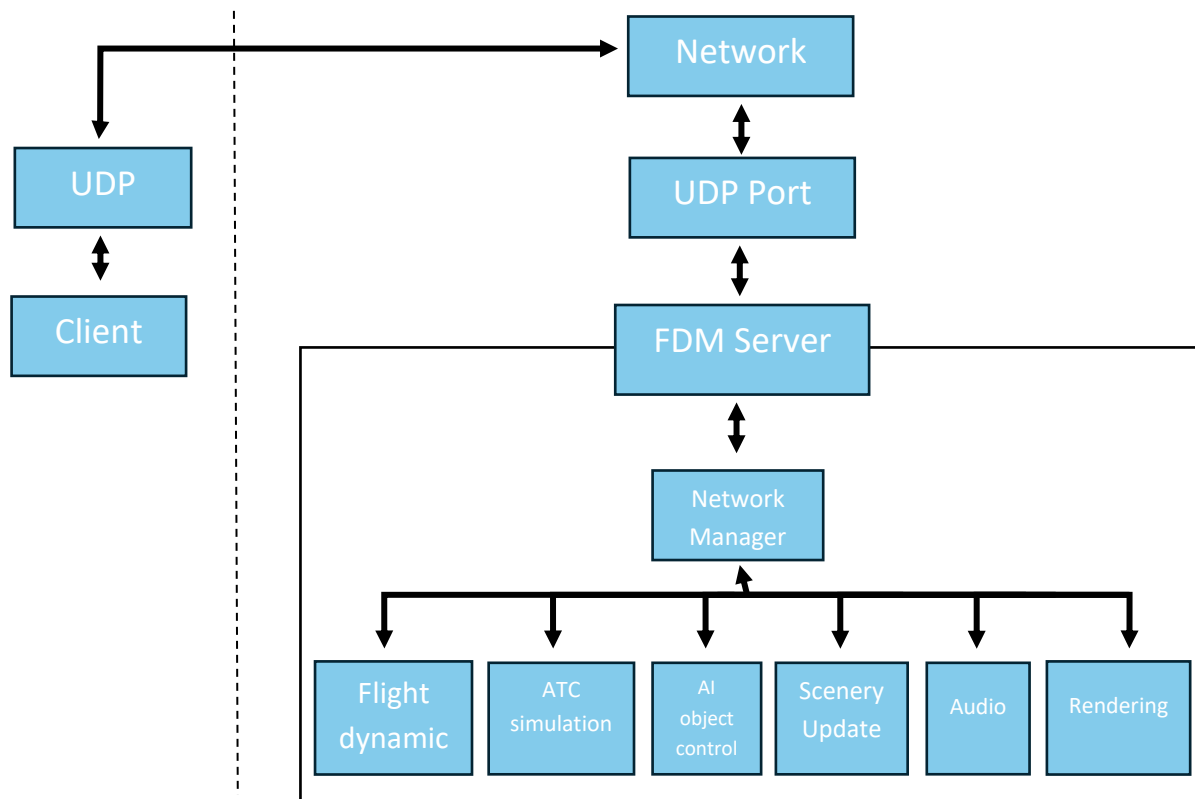 Network
UDP
UDP Port
Client
FDM Server
Network
Manager
Flight
dynamic
ATC
simulation
AI
object
control
Scenery
Update
Audio
Rendering